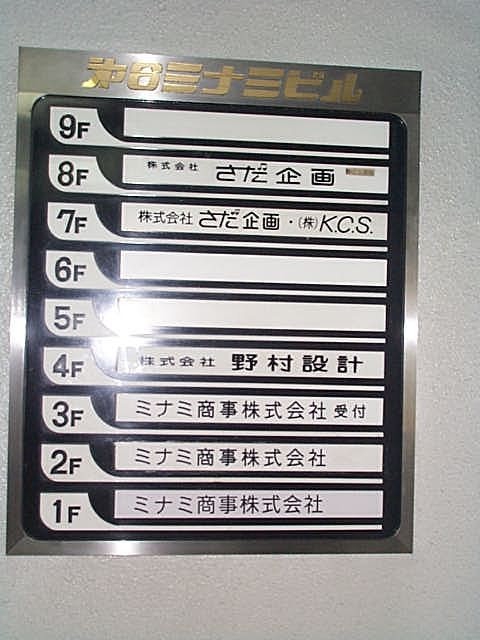 第6ミナミビル
9F
8F 株式会社 さだ企画
7F 株式会社 さだ企画・(株)K.C.S.
6F
5F
4F 株式会社 野村設計
3F ミナミ商事株式会社 受付
2F ミナミ商事株式会社
1F ミナミ商事株式会社